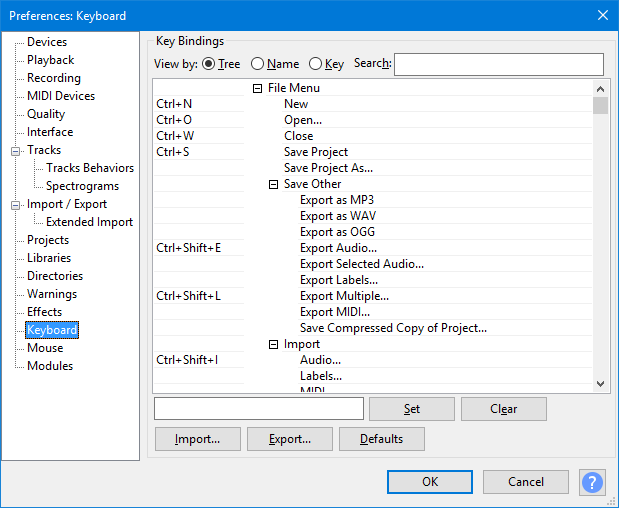 Preferences: Keyboard
Devices
Playback
Recording
MIDI Devices
Quality
Interface
Tracks
Tracks Behaviors
Spectrograms
Import / Export
Extended Import
Projects
Libraries
Directories
Warnings
Effects
Keyboard
Mouse
Modules
Key Bindings
View by: Tree Name Key Search:
File Menu
Ctrl+N New
Ctrl+O Open...
Ctrl+W Close
Ctrl+S Save Project
Save Project As...
Save Other
Export as MP3
Export as WAV
Export as OGG
Ctrl+Shift+E Export Audio...
Export Selected Audio...
Export Labels...
Ctrl+Shift+L Export Multiple...
Export MIDI...
Save Compressed Copy of Project...
Import
Ctrl+Shift+I Audio...
Labels...
Set Clear
Import... Export... Defaults
OK Cancel ?